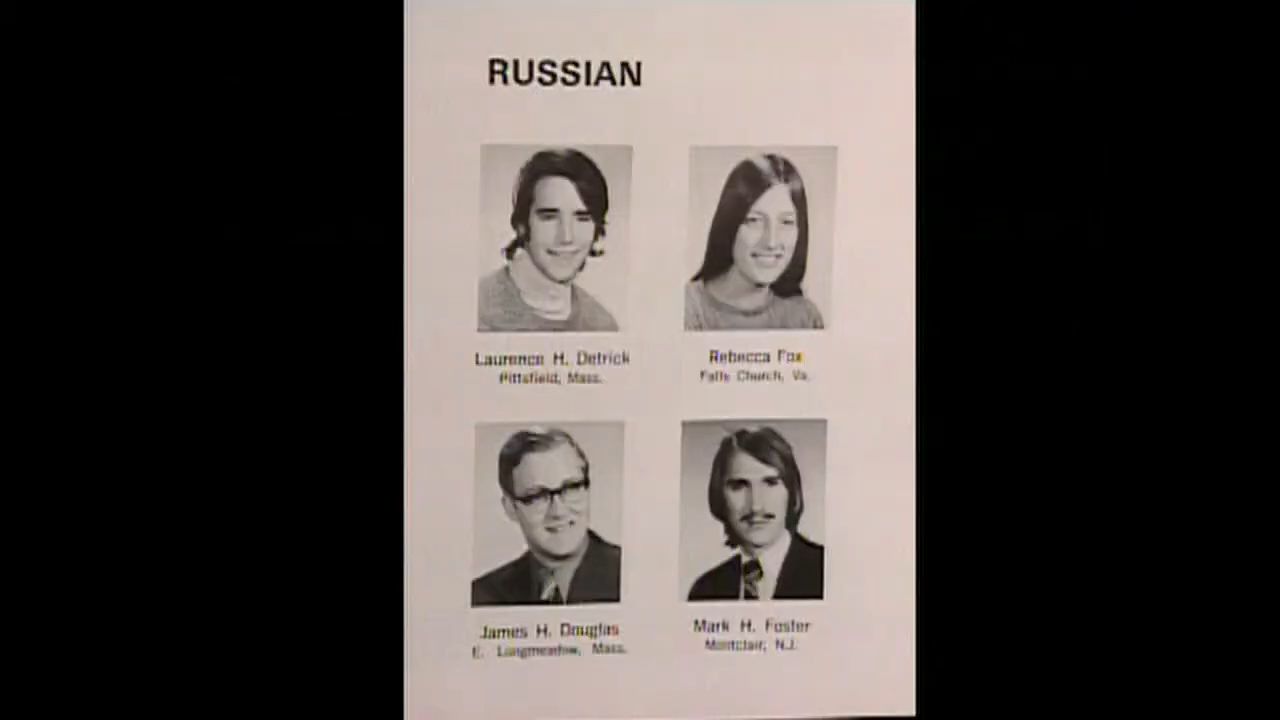 RUSSIAN
Laurence H. Detrick
Pittsfield, Mass.
Rebecca Fox
Falls Church, Va.
James H. Douglas
E. Longmeadow, Mass.
Mark H. Foster
Montclair, N.J.